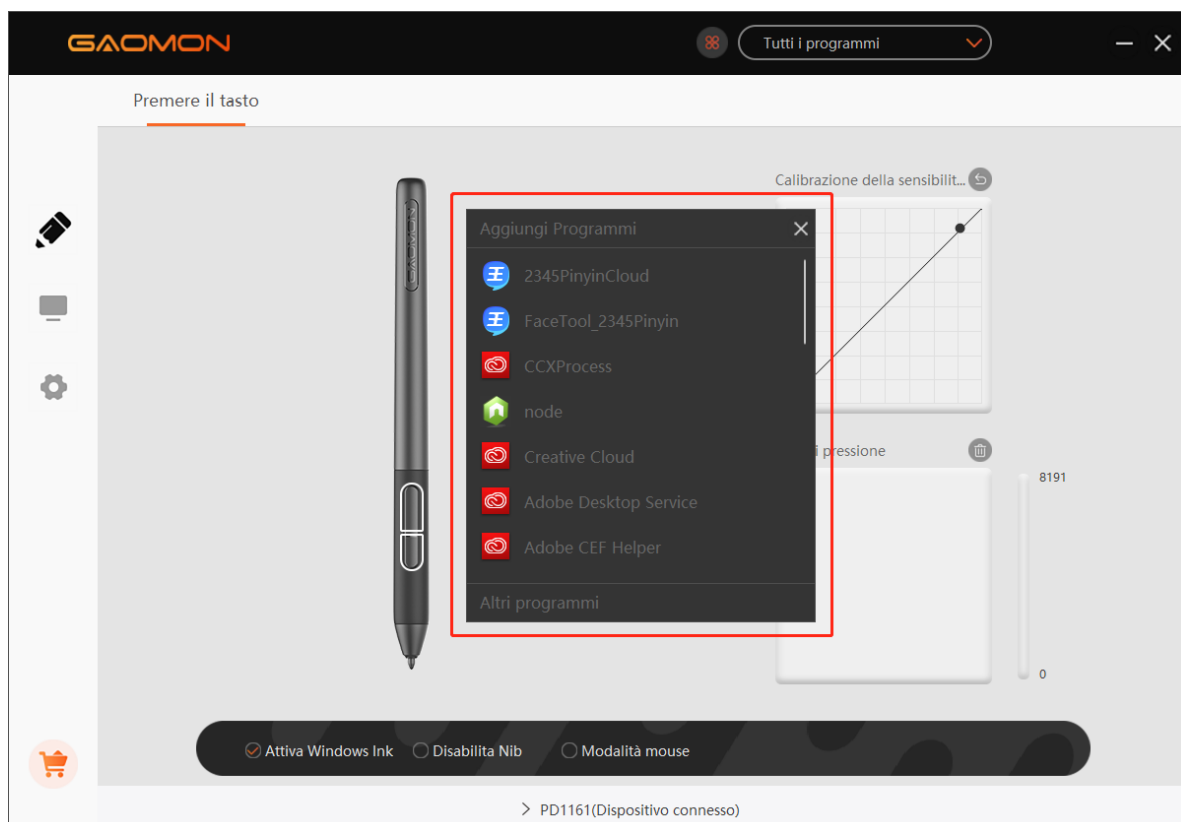 GAOMON
Tutti i programmi
Premere il tasto
Calibrazione della sensibilit...
GAOMON
Aggiungi Programmi
2345PinyinCloud
FaceTool_2345Pinyin
CCXProcess
node
Creative Cloud
Adobe Desktop Service
Adobe CEF Helper
Altri programmi
i pressione
8191
0
Attiva Windows Ink Disabilita Nib Modalità mouse
PD1161(Dispositivo connesso)